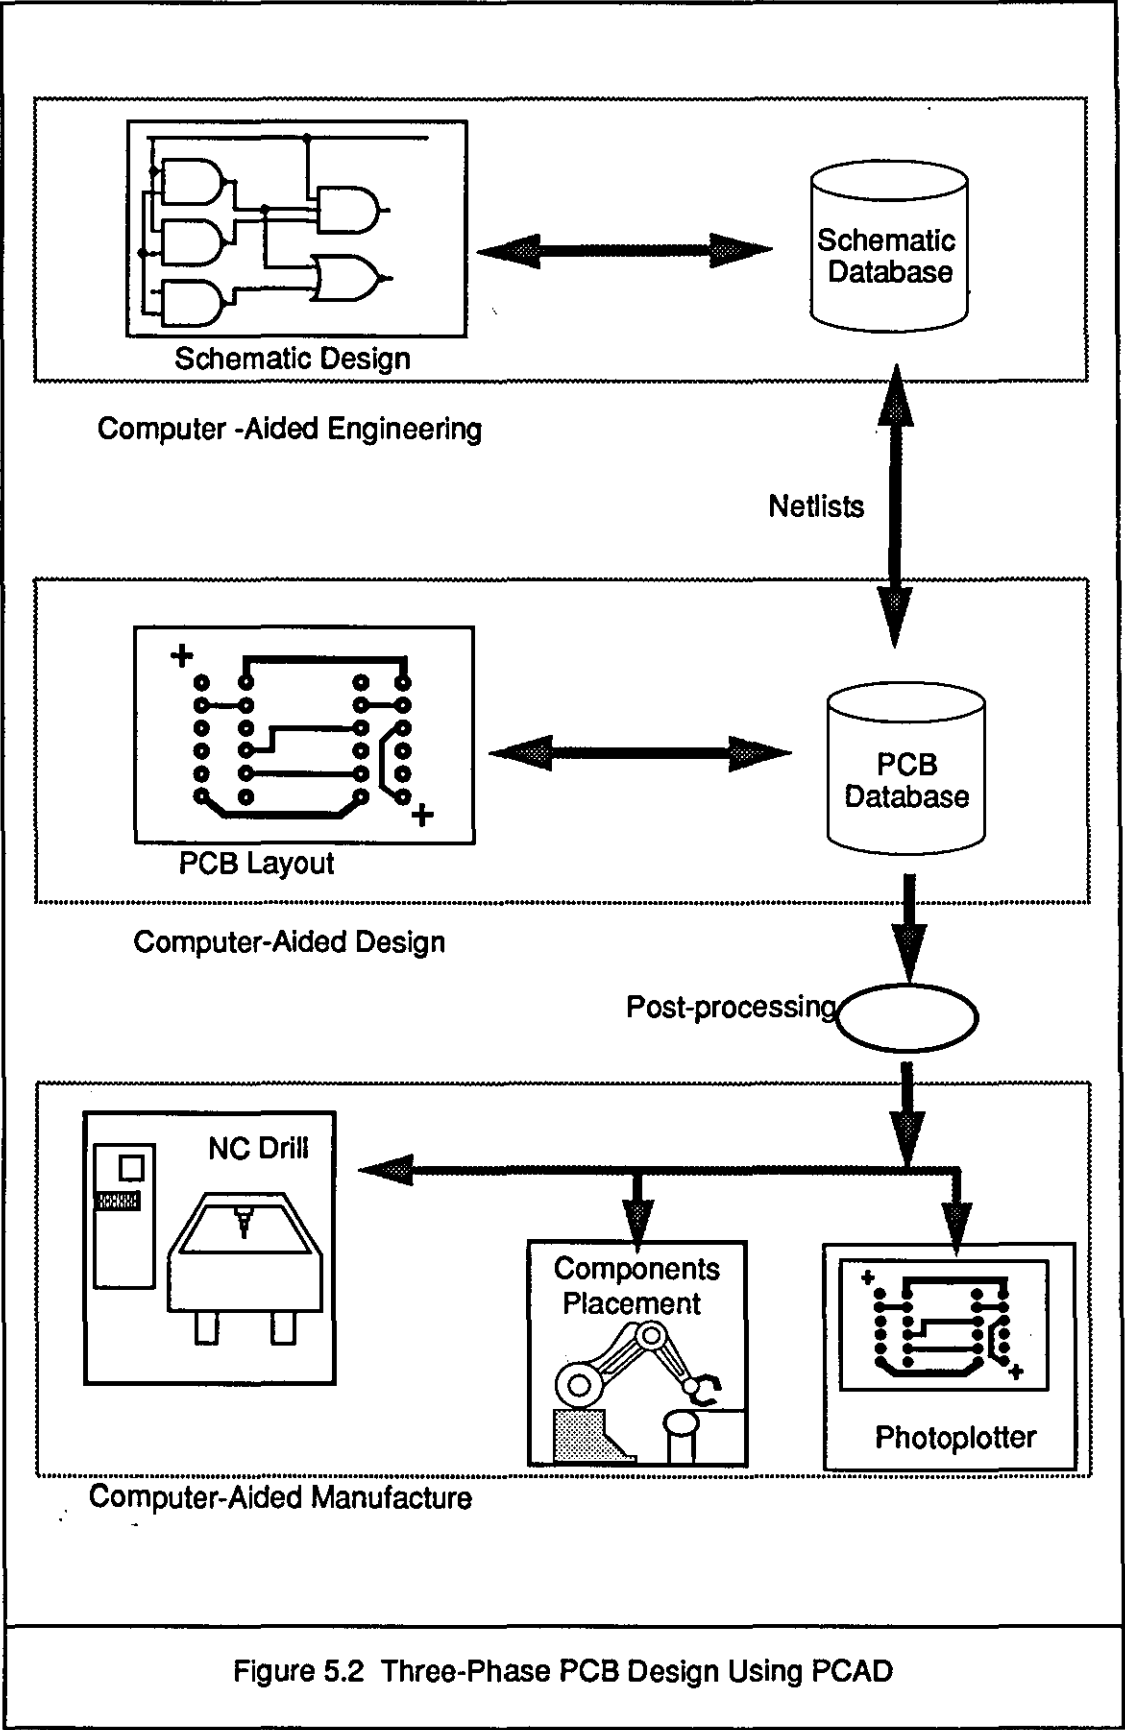 Schematic
Database
Schematic Design
Computer -Aided Engineering
Netlists
PCB
Database
PCB Layout
Computer-Aided Design
Post-processing
NC Drill
Components
Placement
Photoplotter
Computer-Aided Manufacture
Figure 5.2 Three-Phase PCB Design Using PCAD